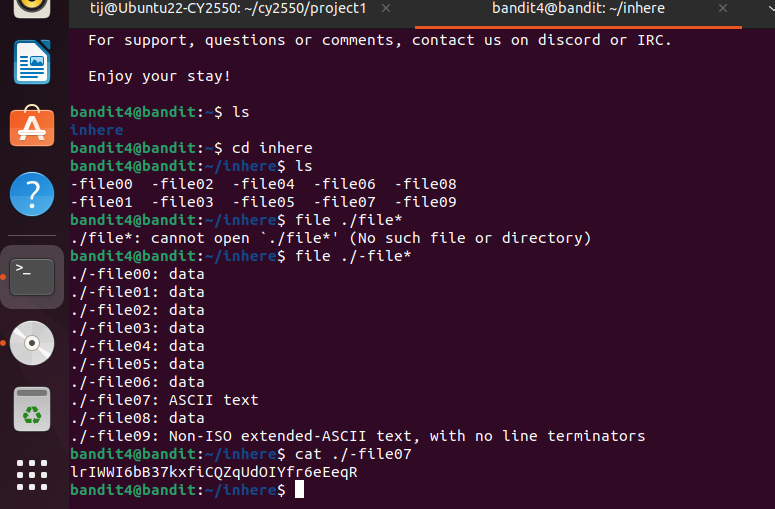 tij@Ubuntu22-CY2550: ~/cy2550/project1 × bandit4@bandit: ~/inhere ×
For support, questions or comments, contact us on discord or IRC.
Enjoy your stay!
bandit4@bandit:~$ ls
inhere
bandit4@bandit:~$ cd inhere
bandit4@bandit:~/inhere$ ls
-file00  -file02  -file04  -file06  -file08
-file01  -file03  -file05  -file07  -file09
bandit4@bandit:~/inhere$ file ./file*
./file*: cannot open `./file*' (No such file or directory)
bandit4@bandit:~/inhere$ file ./-file*
./-file00: data
./-file01: data
./-file02: data
./-file03: data
./-file04: data
./-file05: data
./-file06: data
./-file07: ASCII text
./-file08: data
./-file09: Non-ISO extended-ASCII text, with no line terminators
bandit4@bandit:~/inhere$ cat ./-file07
lrIWWI6bB37kxfiCQZqUdOIYfr6eEeqR
bandit4@bandit:~/inhere$